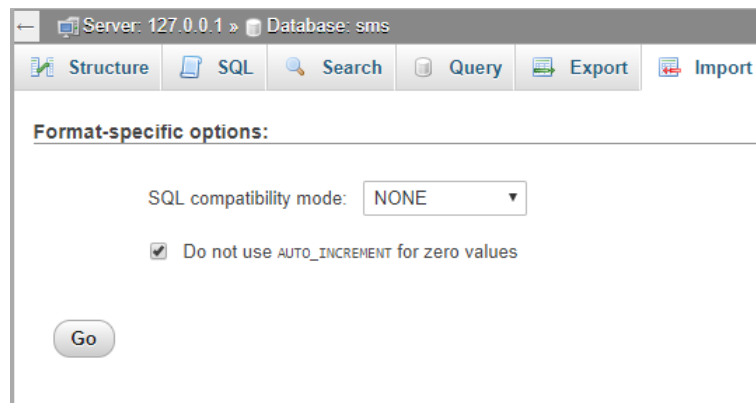 ← Server: 127.0.0.1 » Database: sms
Structure SQL Search Query Export Import
Format-specific options:
SQL compatibility mode: NONE
Do not use AUTO_INCREMENT for zero values
Go